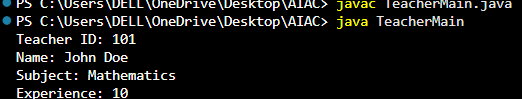 PS C:\Users\DELL\OneDrive\Desktop\AIAC> javac TeacherMain.java
PS C:\Users\DELL\OneDrive\Desktop\AIAC> java TeacherMain
Teacher ID: 101
Name: John Doe
Subject: Mathematics
Experience: 10